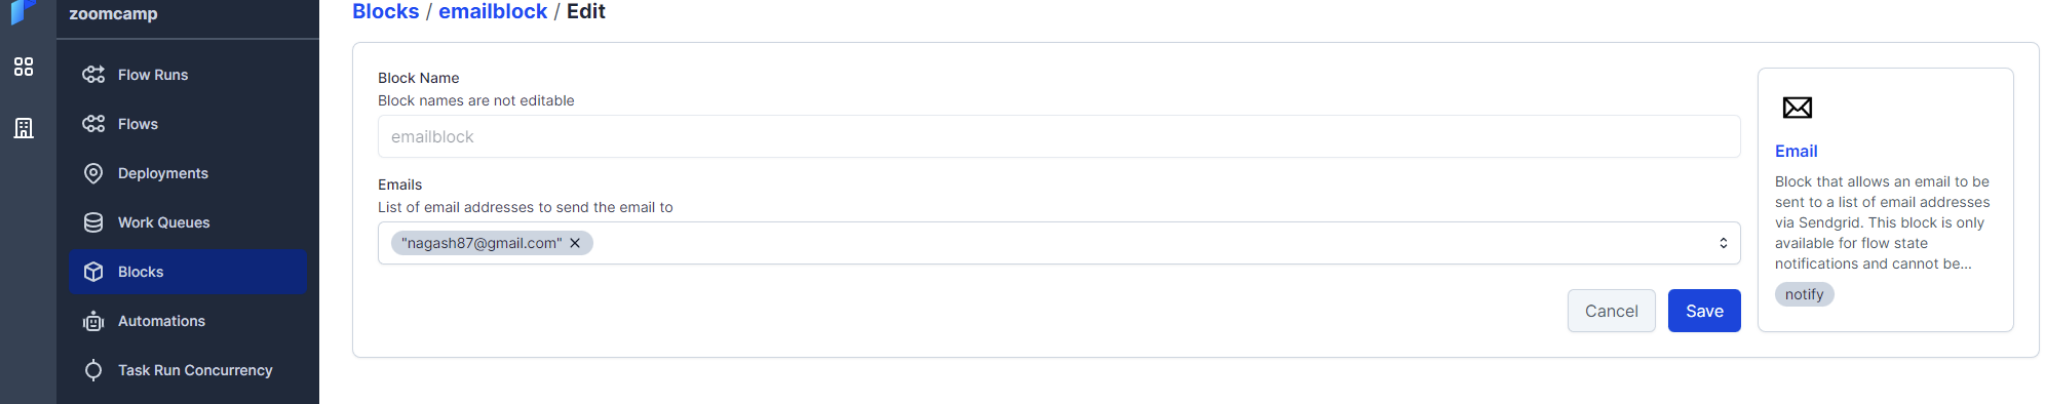 zoomcamp
Flow Runs
Flows
Deployments
Work Queues
Blocks
Automations
Task Run Concurrency
Blocks / emailblock / Edit
Block Name
Block names are not editable
emailblock
Emails
List of email addresses to send the email to
"nagash87@gmail.com"
Cancel
Save
Email
Block that allows an email to be
sent to a list of email addresses
via Sendgrid. This block is only
available for flow state
notifications and cannot be...
notify